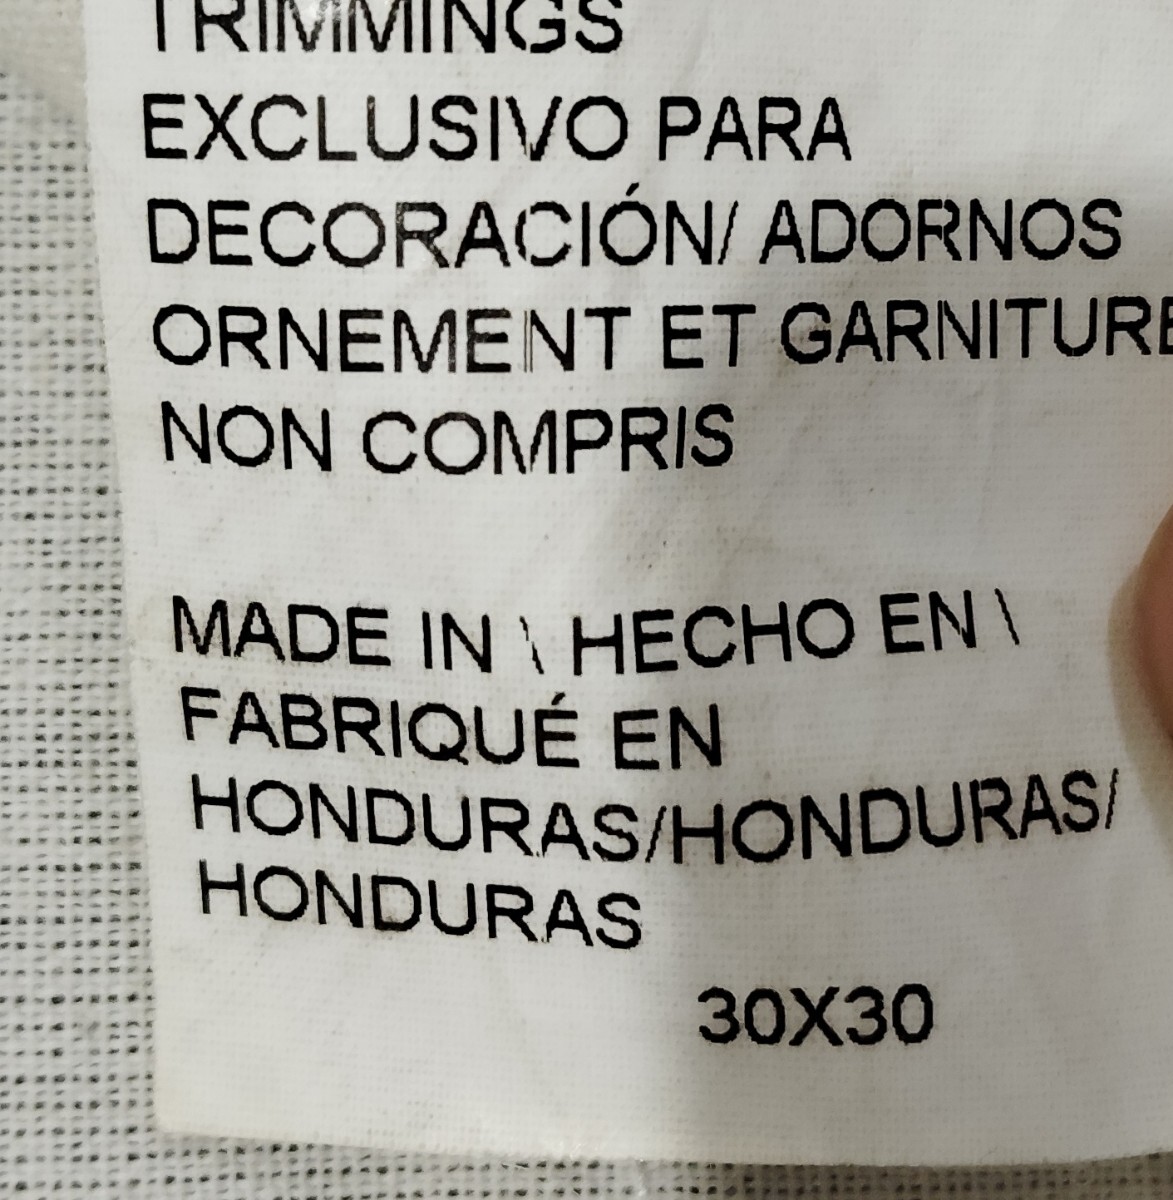 TRIMMINGS
EXCLUSIVO PARA
DECORACIÓN/ ADORNOS
ORNEMENT ET GARNITURE
NON COMPRIS
MADE IN \ HECHO EN \
FABRIQUÉ EN
HONDURAS/HONDURAS/
HONDURAS
30X30